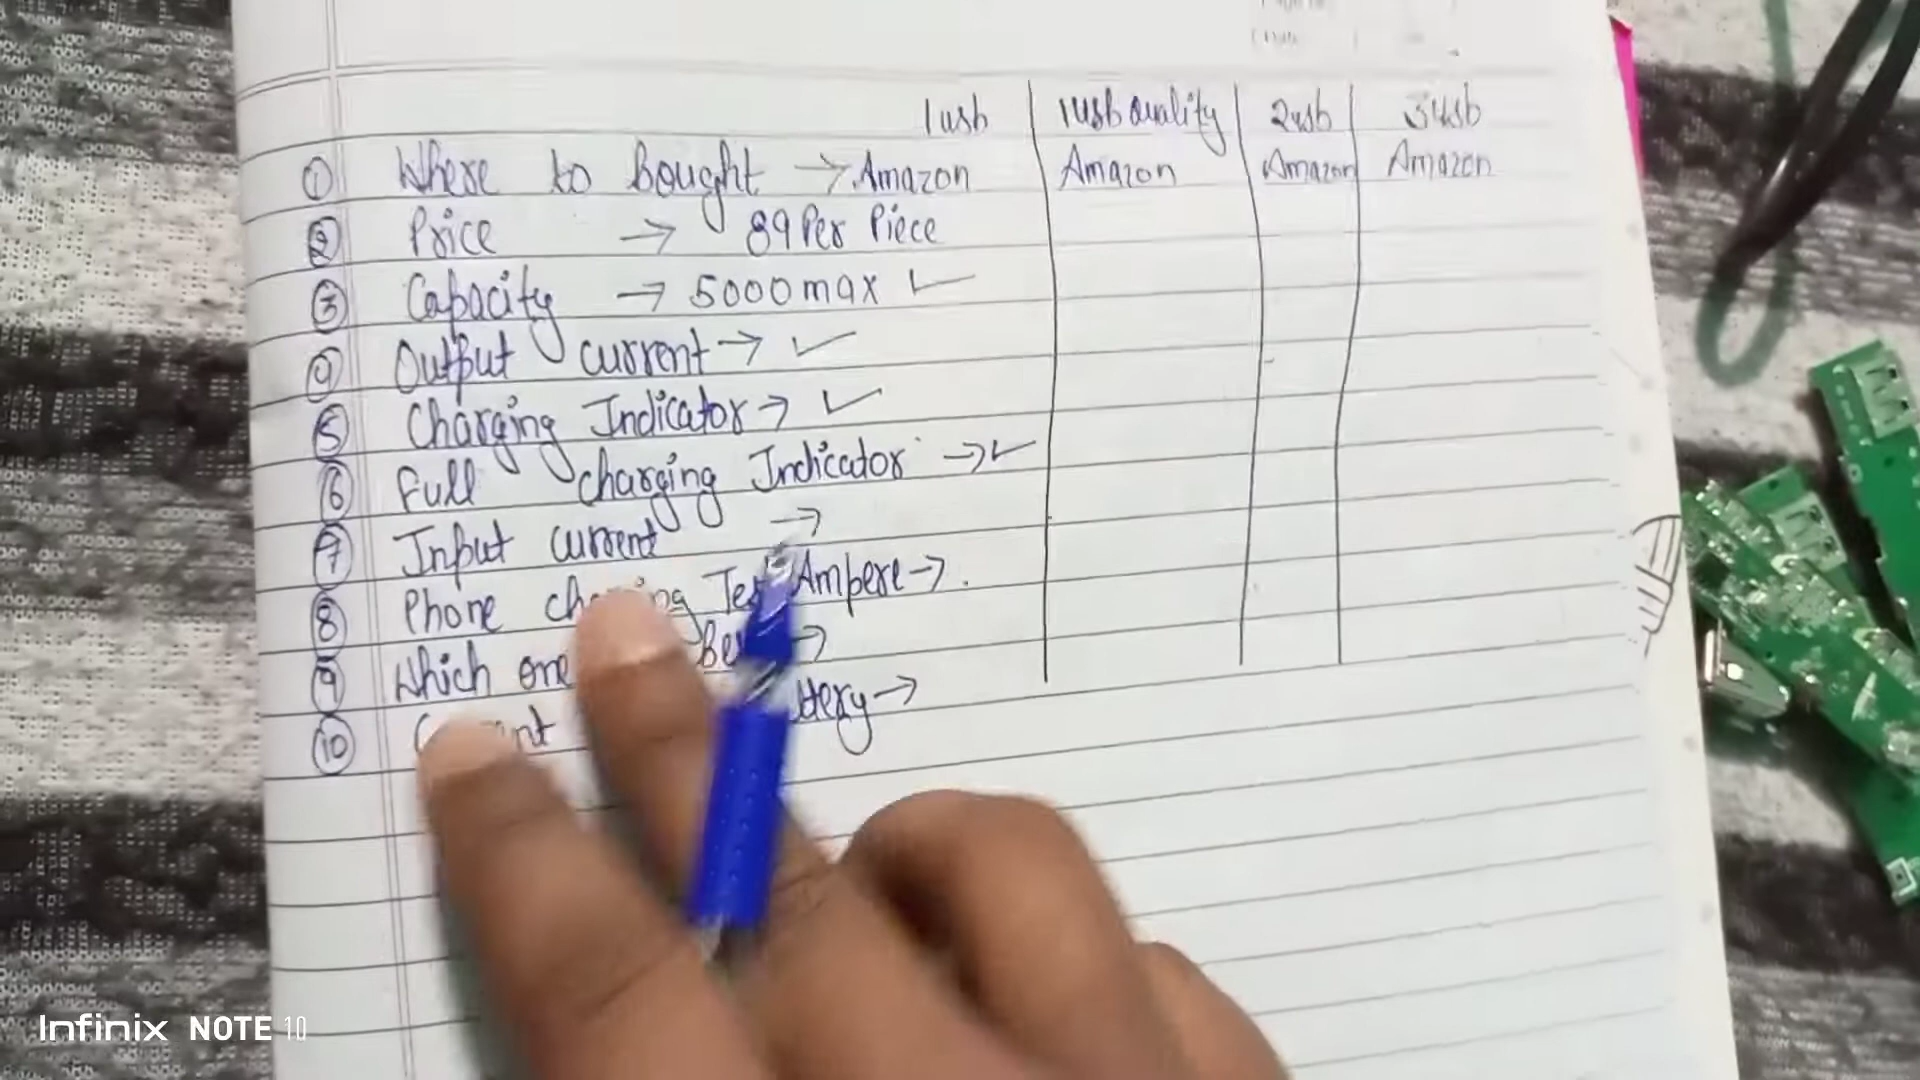 1usb | 1usb quality | 2usb | 3usb
① Where to bought → Amazon | Amazon | Amazon | Amazon
② Price → 89 Per Piece
③ Capacity → 5000 max ✓
④ Output current → ✓
⑤ Charging Indicator → ✓
⑥ Full charging Indicator → ✓
⑦ Input current →
⑧ Phone charging Test Ampere → .
⑨ Which one →
⑩ →
Infinix NOTE 10